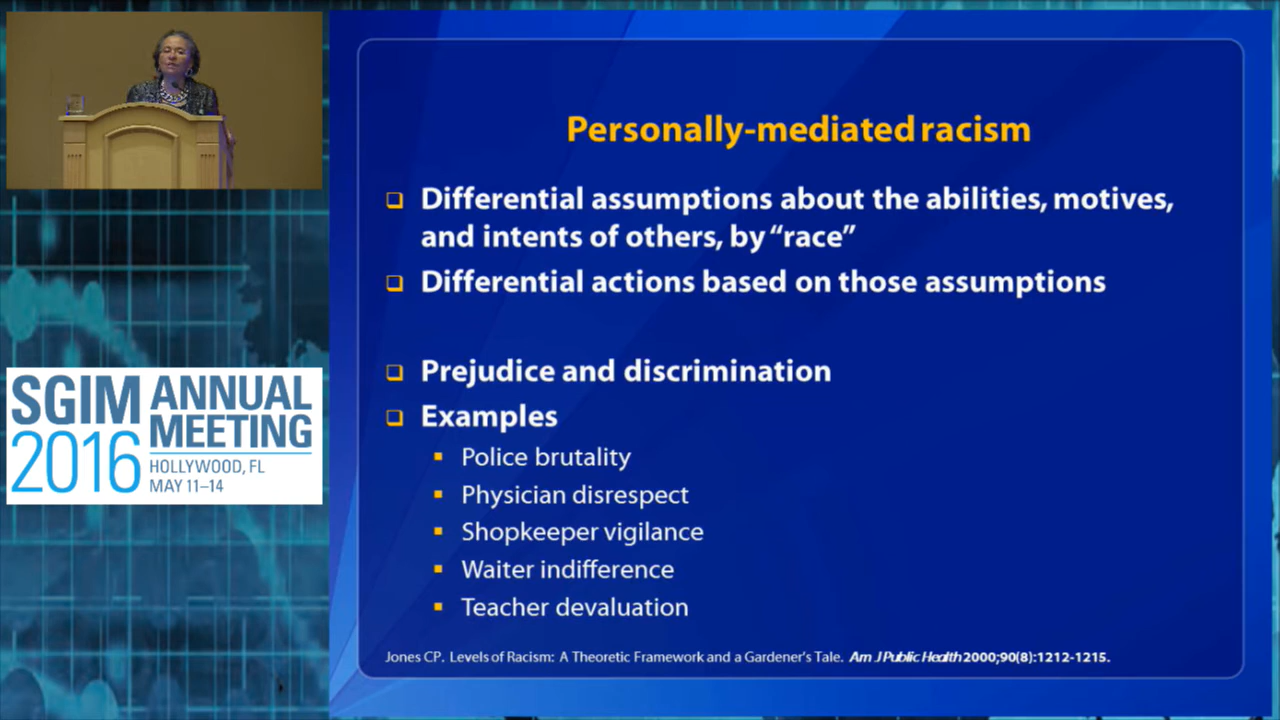 Personally-mediated racism
❑ Differential assumptions about the abilities, motives,
and intents of others, by “race”
❑ Differential actions based on those assumptions
❑ Prejudice and discrimination
❑ Examples
▪ Police brutality
▪ Physician disrespect
▪ Shopkeeper vigilance
▪ Waiter indifference
▪ Teacher devaluation
Jones CP. Levels of Racism: A Theoretic Framework and a Gardener's Tale. Am J Public Health 2000;90(8):1212-1215.
SGIM ANNUAL
2016 MEETING
HOLLYWOOD, FL
MAY 11–14